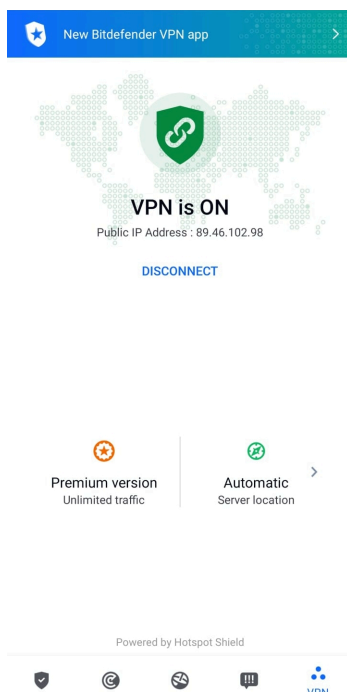 New Bitdefender VPN app
VPN is ON
Public IP Address : 89.46.102.98
DISCONNECT
Premium version
Unlimited traffic
Automatic
Server location
Powered by Hotspot Shield
VPN